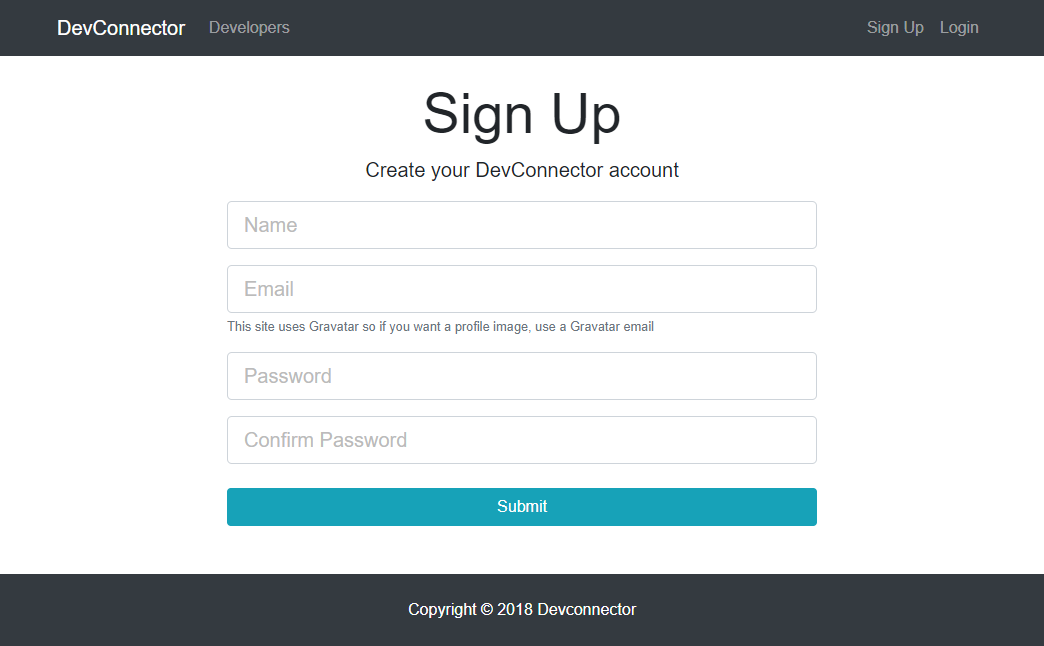 DevConnector Developers Sign Up Login
Sign Up
Create your DevConnector account
Name
Email
This site uses Gravatar so if you want a profile image, use a Gravatar email
Password
Confirm Password
Submit
Copyright © 2018 Devconnector